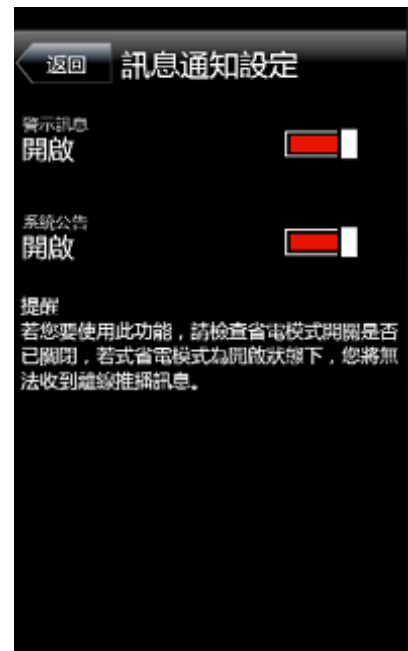 返回
訊息通知設定
警示訊息
開啟
系統公告
開啟
提醒
若您要使用此功能，請檢查省電模式開關是否
已關閉，若式省電模式為開啟狀態下，您將無
法收到離線推播訊息。